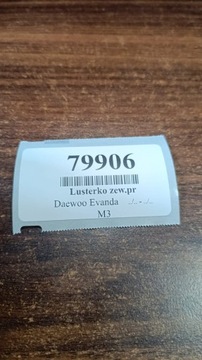 79906
Lusterko zew.pr
Daewoo Evanda
M3